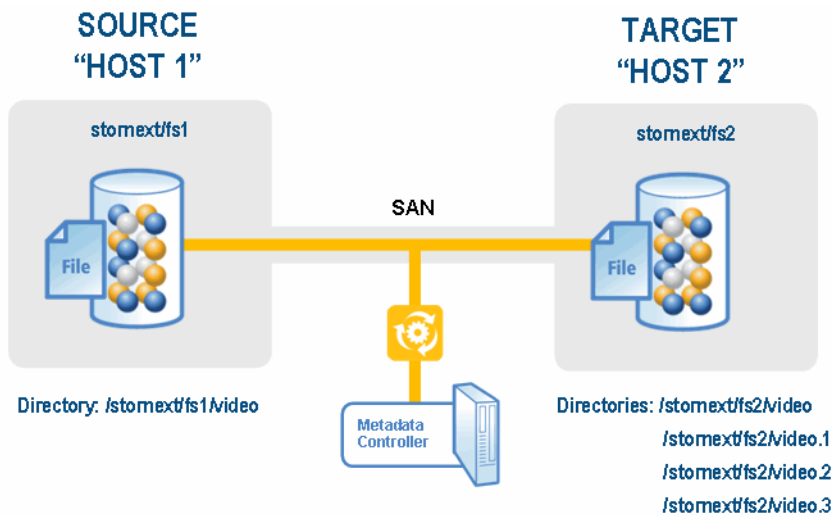 SOURCE
“HOST 1”
TARGET
“HOST 2”
stornext/fs1
stornext/fs2
SAN
File
File
Directory: /stornext/fs1/video
Metadata
Controller
Directories: /stornext/fs2/video
/stornext/fs2/video.1
/stornext/fs2/video.2
/stornext/fs2/video.3